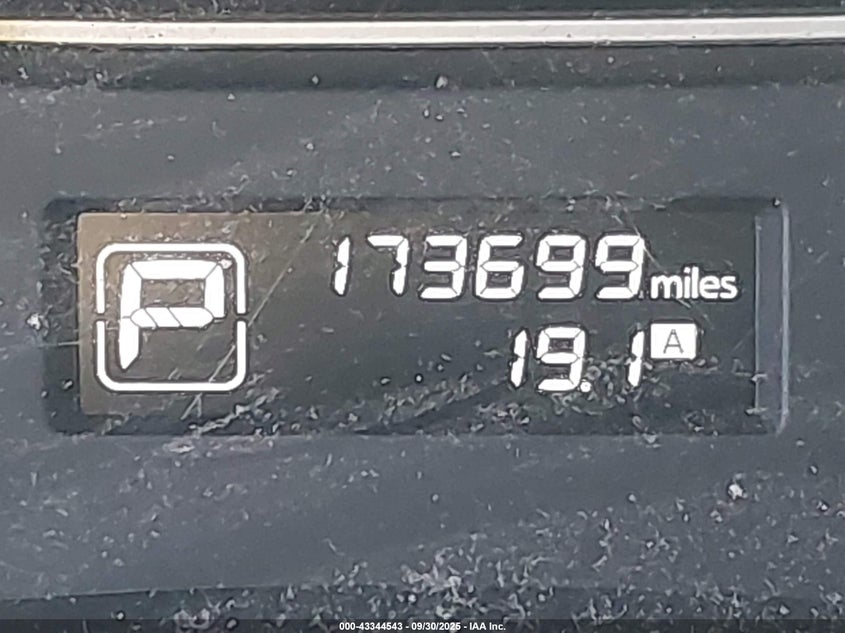 P
173699 miles
19.1 A
000-43344543 - 09/30/2025 - IAA Inc.